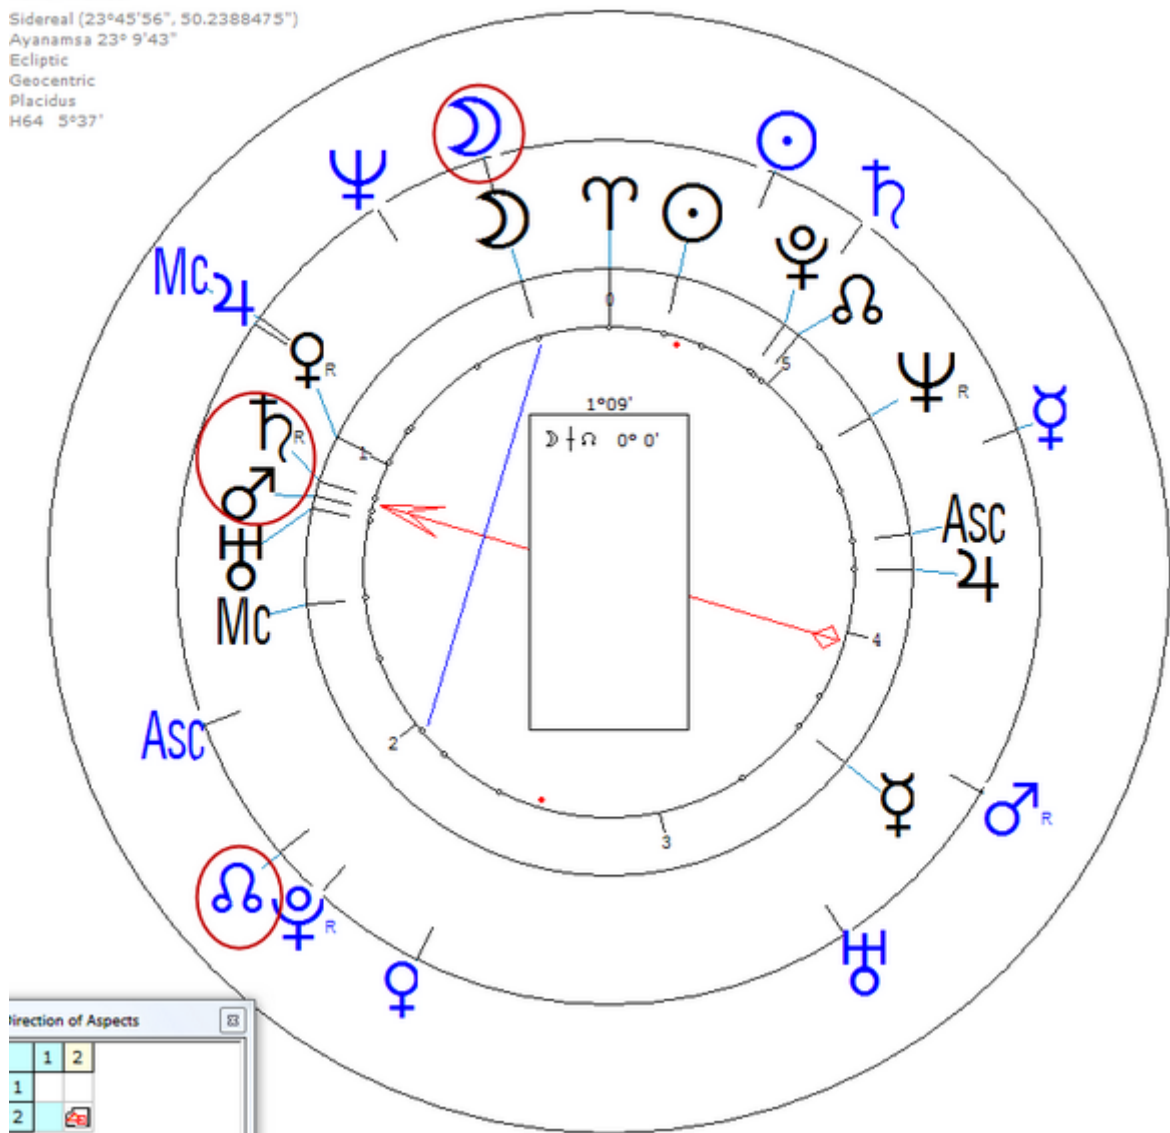 Sidereal (23°45'56", 50.2388475")
Ayanamsa 23° 9'43"
Ecliptic
Geocentric
Placidus
H64 5°37'
☽ ☉
♆ ♄
☽ ♈ ☉
Mc ♃ ♇ ☊
♀ R 0
5 ♆ R
♄ R 1 ☿
1°09'
☽ ☊ 0° 0'
♂
♅ Asc
♃
Mc
4
Asc 2
3 ☿
♂ R
☊ ♇ R
♀ ♅
Direction of Aspects
1 2
1
2